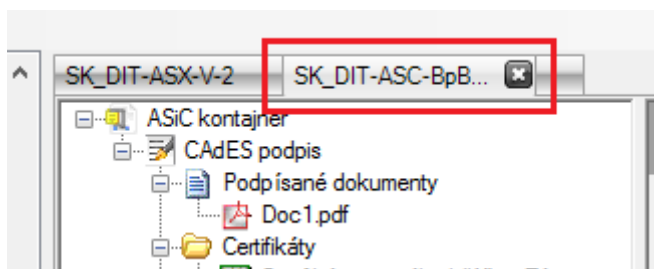 SK_DIT-ASX-V-2 SK_DIT-ASC-BpB...
ASiC kontajner
CAdES podpis
Podpísané dokumenty
Doc1.pdf
Certifikáty